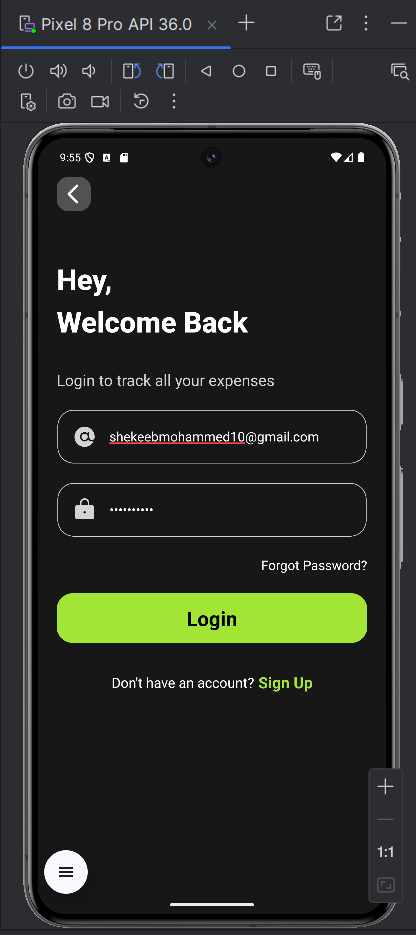 Pixel 8 Pro API 36.0
9:55
A
Hey,
Welcome Back
Login to track all your expenses
shekeebmohammed10@gmail.com
••••••••••
Forgot Password?
Login
Don't have an account? Sign Up
1:1